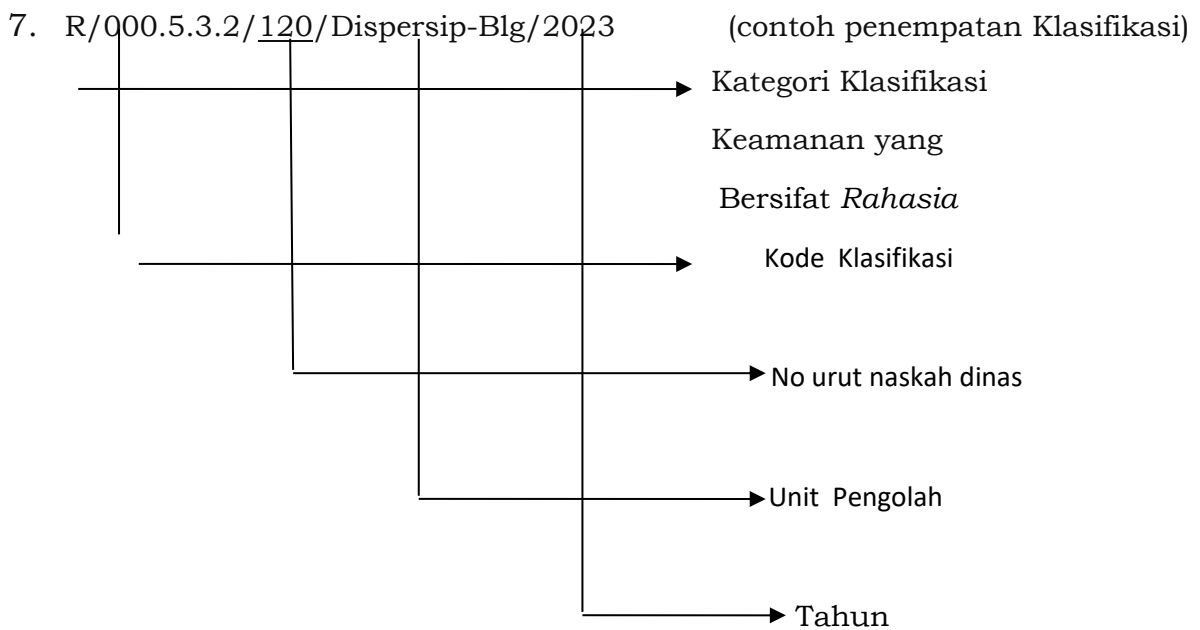 7. R/000.5.3.2/120/Dispersip-Blg/2023 (contoh penempatan Klasifikasi)
Kategori Klasifikasi
Keamanan yang
Bersifat Rahasia
Kode Klasifikasi
No urut naskah dinas
Unit Pengolah
Tahun